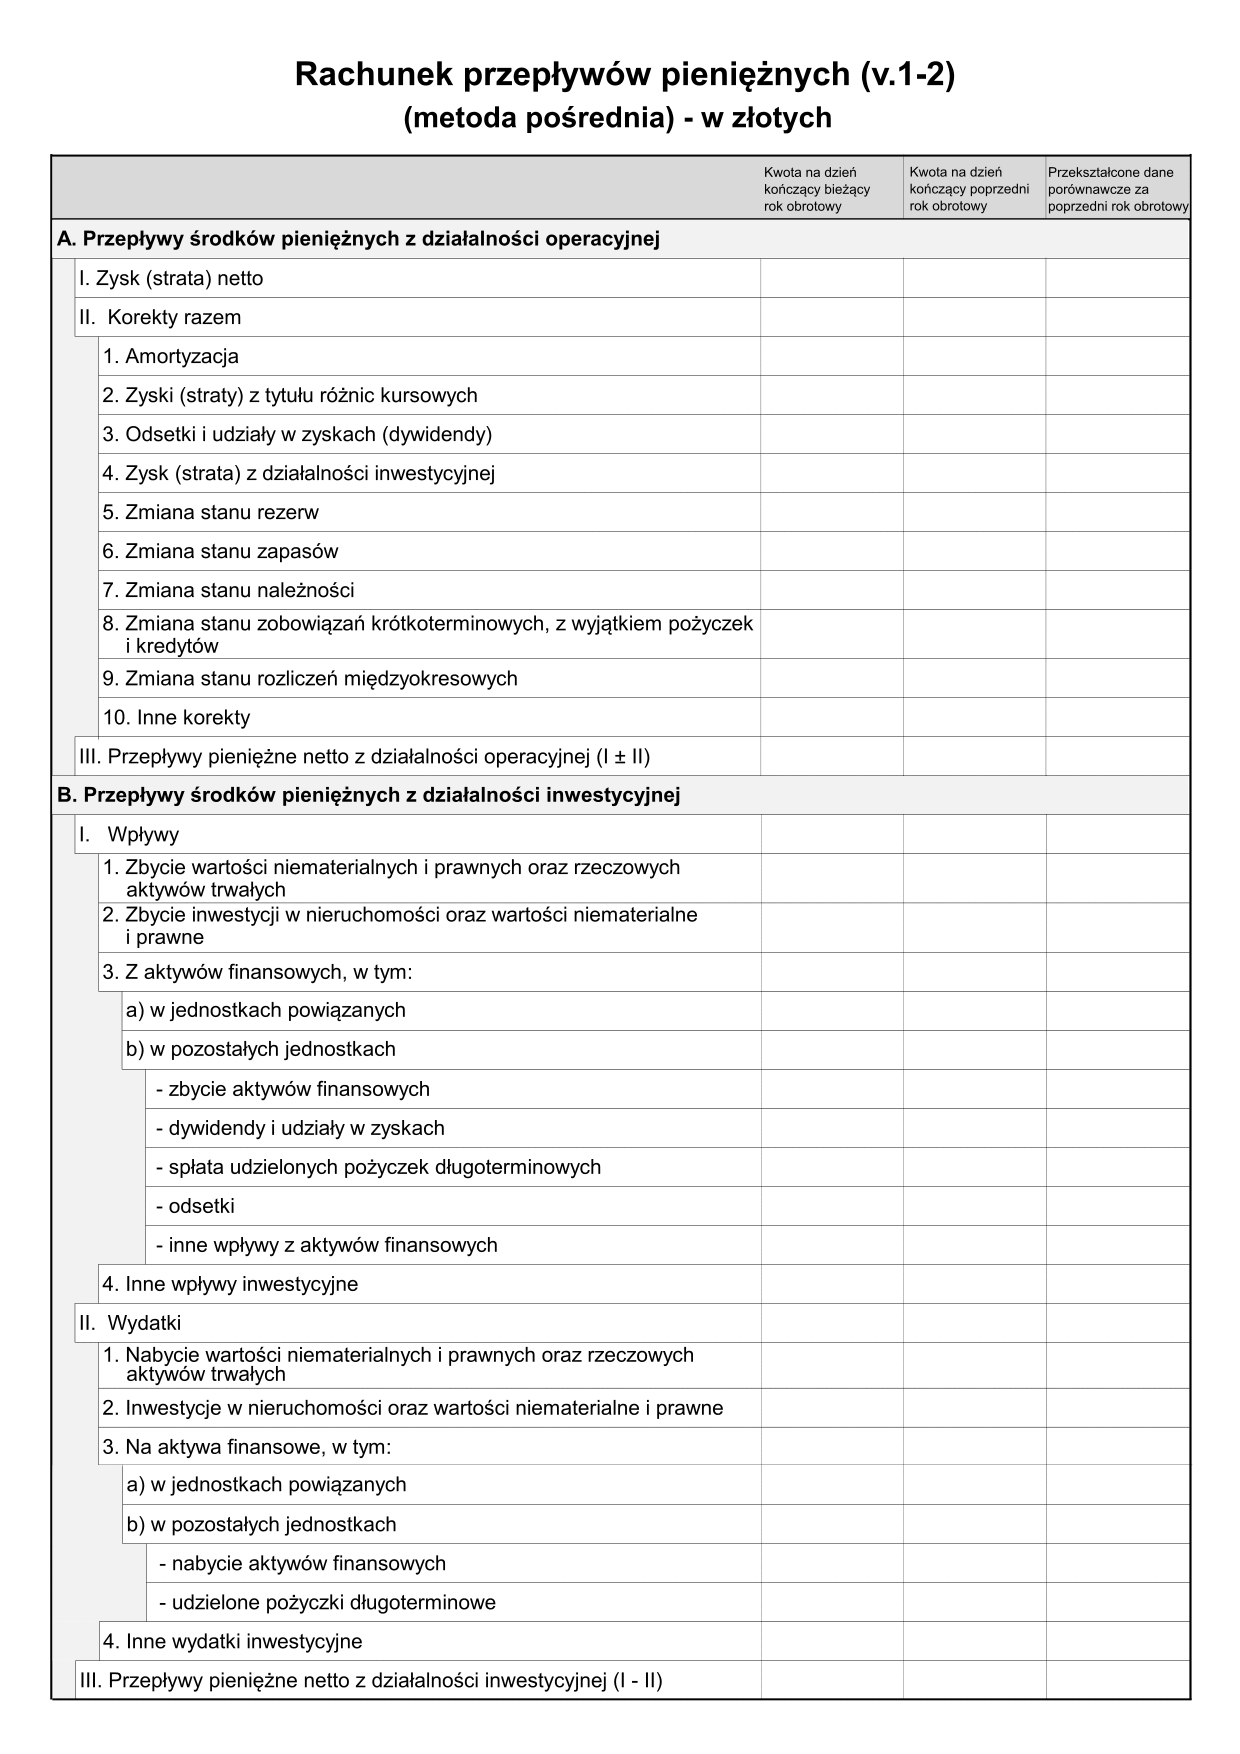 Rachunek przepływów pieniężnych (v.1-2)
(metoda pośrednia) - w złotych
Kwota na dzień
kończący bieżący
rok obrotowy
Kwota na dzień
kończący poprzedni
rok obrotowy
Przekształcone dane
porównawcze za
poprzedni rok obrotowy
A. Przepływy środków pieniężnych z działalności operacyjnej
I. Zysk (strata) netto
II. Korekty razem
1. Amortyzacja
2. Zyski (straty) z tytułu różnic kursowych
3. Odsetki i udziały w zyskach (dywidendy)
4. Zysk (strata) z działalności inwestycyjnej
5. Zmiana stanu rezerw
6. Zmiana stanu zapasów
7. Zmiana stanu należności
8. Zmiana stanu zobowiązań krótkoterminowych, z wyjątkiem pożyczek
i kredytów
9. Zmiana stanu rozliczeń międzyokresowych
10. Inne korekty
III. Przepływy pieniężne netto z działalności operacyjnej (I ± II)
B. Przepływy środków pieniężnych z działalności inwestycyjnej
I. Wpływy
1. Zbycie wartości niematerialnych i prawnych oraz rzeczowych
aktywów trwałych
2. Zbycie inwestycji w nieruchomości oraz wartości niematerialne
i prawne
3. Z aktywów finansowych, w tym:
a) w jednostkach powiązanych
b) w pozostałych jednostkach
- zbycie aktywów finansowych
- dywidendy i udziały w zyskach
- spłata udzielonych pożyczek długoterminowych
- odsetki
- inne wpływy z aktywów finansowych
4. Inne wpływy inwestycyjne
II. Wydatki
1. Nabycie wartości niematerialnych i prawnych oraz rzeczowych
aktywów trwałych
2. Inwestycje w nieruchomości oraz wartości niematerialne i prawne
3. Na aktywa finansowe, w tym:
a) w jednostkach powiązanych
b) w pozostałych jednostkach
- nabycie aktywów finansowych
- udzielone pożyczki długoterminowe
4. Inne wydatki inwestycyjne
III. Przepływy pieniężne netto z działalności inwestycyjnej (I - II)